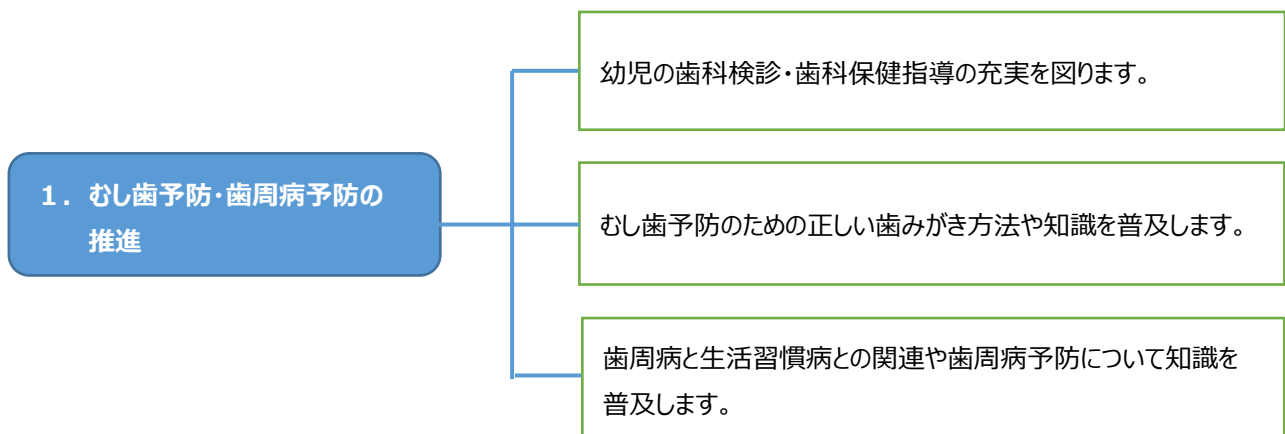 1. むし歯予防・歯周病予防の
推進
幼児の歯科検診・歯科保健指導の充実を図ります。
むし歯予防のための正しい歯みがき方法や知識を普及します。
歯周病と生活習慣病との関連や歯周病予防について知識を
普及します。